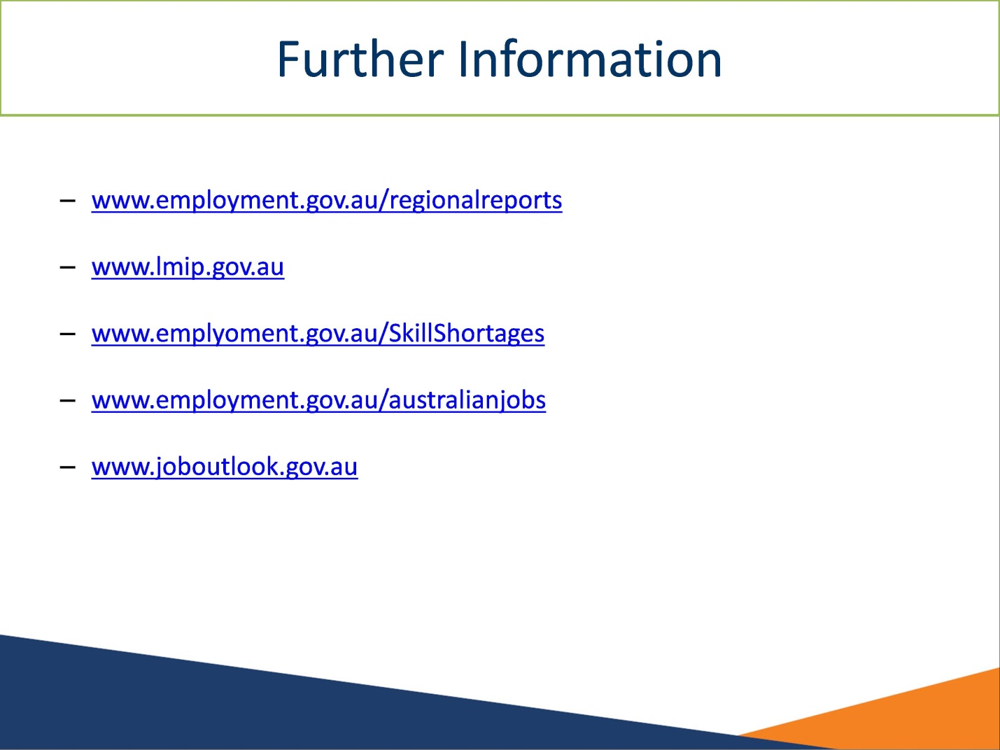 Further Information
– www.employment.gov.au/regionalreports
– www.lmip.gov.au
– www.emplyoment.gov.au/SkillShortages
– www.employment.gov.au/australianjobs
– www.joboutlook.gov.au